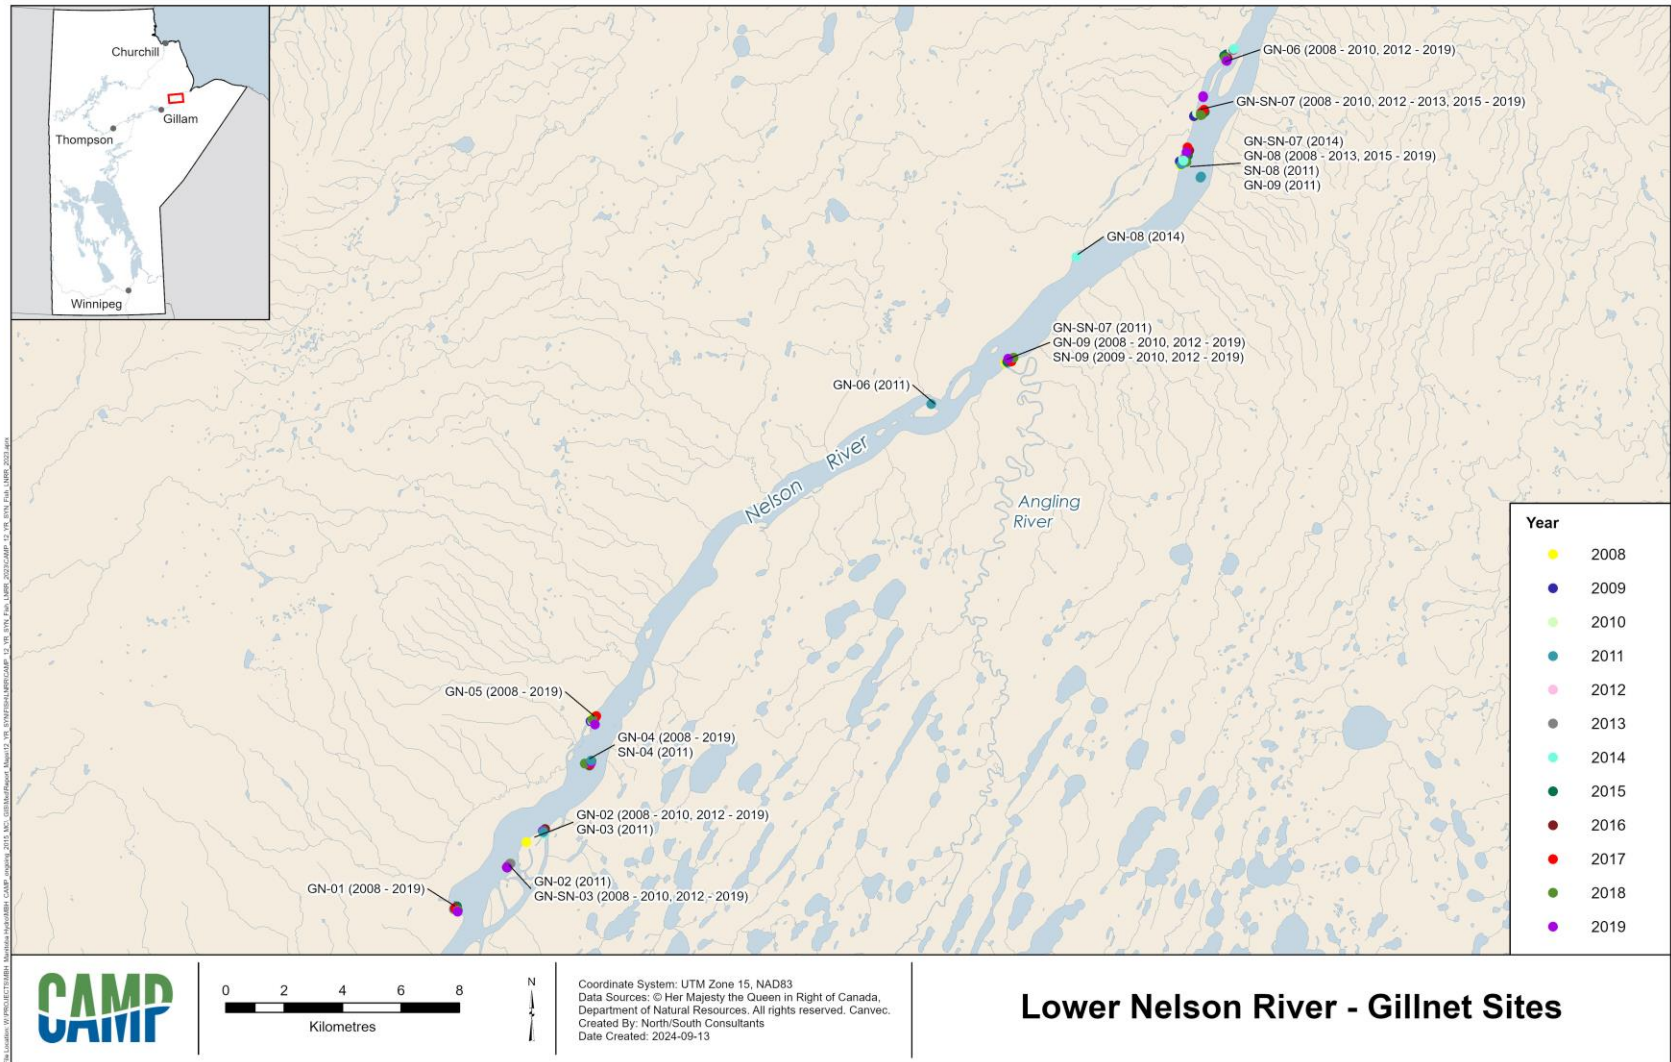 Churchill
Gillam
Thompson
Winnipeg
GN-06 (2008 - 2010, 2012 - 2019)
GN-SN-07 (2008 - 2010, 2012 - 2013, 2015 - 2019)
GN-SN-07 (2014)
GN-08 (2008 - 2013, 2015 - 2019)
SN-08 (2011)
GN-09 (2011)
GN-08 (2014)
GN-SN-07 (2011)
GN-09 (2008 - 2010, 2012 - 2019)
SN-09 (2009 - 2010, 2012 - 2019)
GN-06 (2011)
Nelson River
Angling
River
GN-05 (2008 - 2019)
GN-04 (2008 - 2019)
SN-04 (2011)
GN-02 (2008 - 2010, 2012 - 2019)
GN-03 (2011)
GN-02 (2011)
GN-SN-03 (2008 - 2010, 2012 - 2019)
GN-01 (2008 - 2019)
Year
2008
2009
2010
2011
2012
2013
2014
2015
2016
2017
2018
2019
CAMP
0 2 4 6 8
Kilometres
N
Coordinate System: UTM Zone 15, NAD83
Data Sources: © Her Majesty the Queen in Right of Canada,
Department of Natural Resources. All rights reserved. Canvec.
Created By: North/South Consultants
Date Created: 2024-09-13
Lower Nelson River - Gillnet Sites